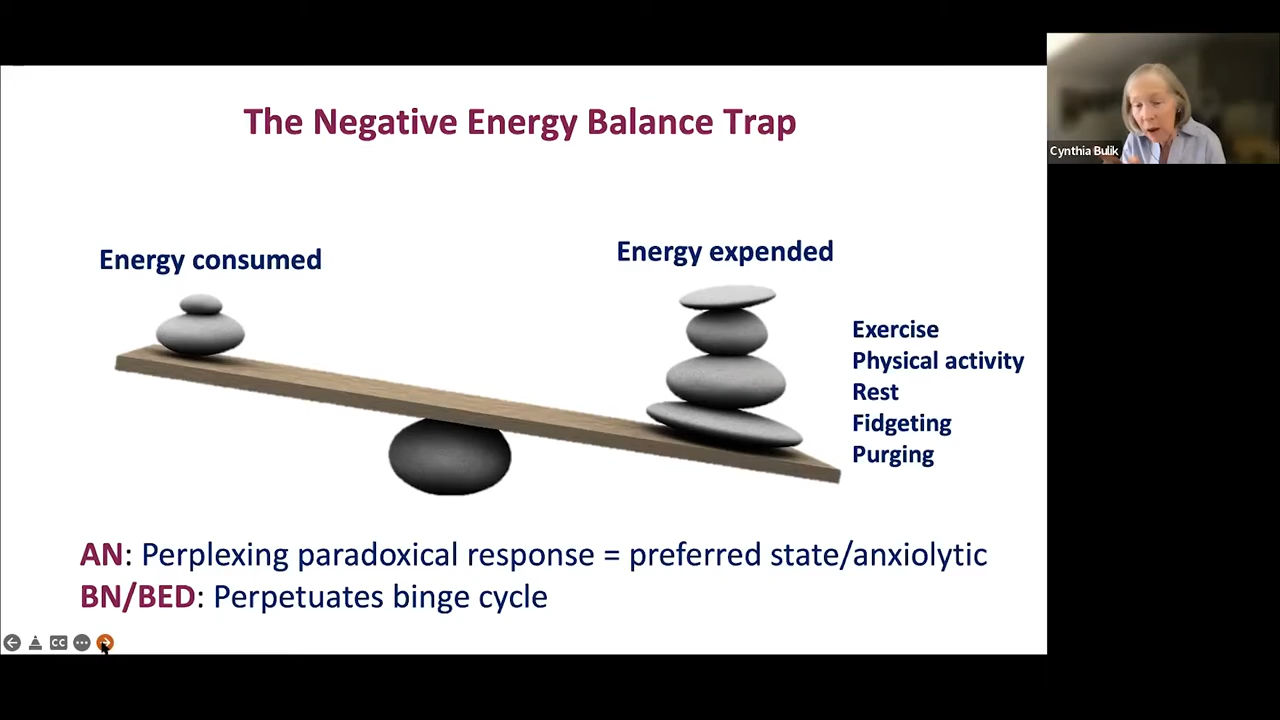 The Negative Energy Balance Trap
Cynthia Bulik
Energy consumed
Energy expended
Exercise
Physical activity
Rest
Fidgeting
Purging
AN: Perplexing paradoxical response = preferred state/anxiolytic
BN/BED: Perpetuates binge cycle
CC